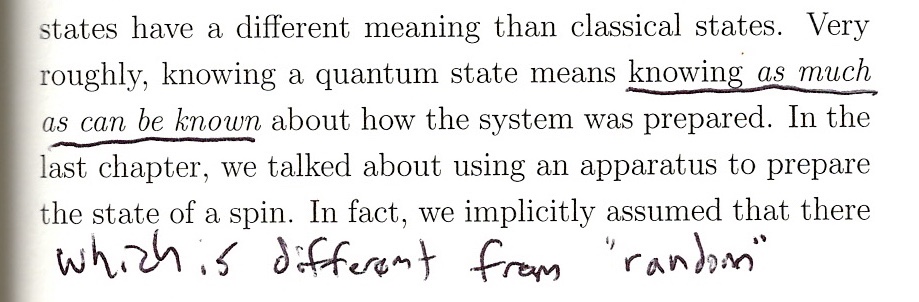 states have a different meaning than classical states. Very
roughly, knowing a quantum state means knowing as much
as can be known about how the system was prepared. In the
last chapter, we talked about using an apparatus to prepare
the state of a spin. In fact, we implicitly assumed that there
which is different from "random"